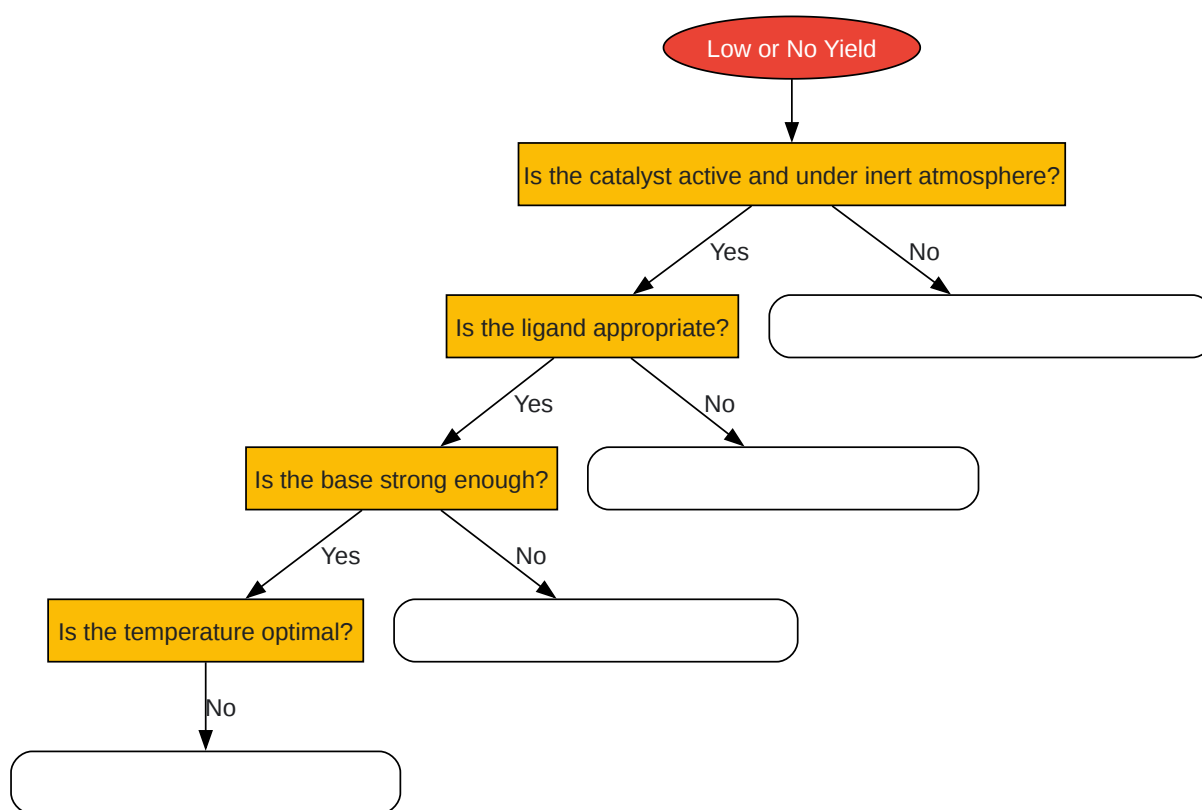 Low or No Yield
Is the catalyst active and under inert atmosphere?
Yes
No
Is the ligand appropriate?
Yes
No
Is the base strong enough?
Yes
No
Is the temperature optimal?
No